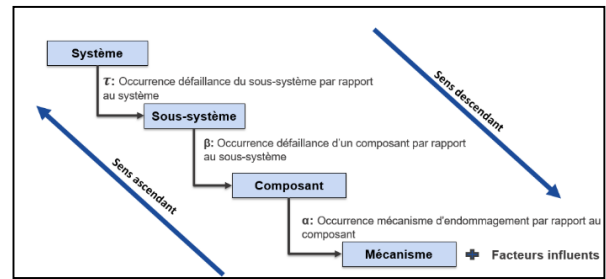 Système
τ: Occurrence défaillance du sous-système par rapport
au système
Sens descendant
Sous-système
β: Occurrence défaillance d'un composant par rapport
au sous-système
Sens ascendant
Composant
α: Occurrence mécanisme d'endommagement par rapport au
composant
Mécanisme + Facteurs influents